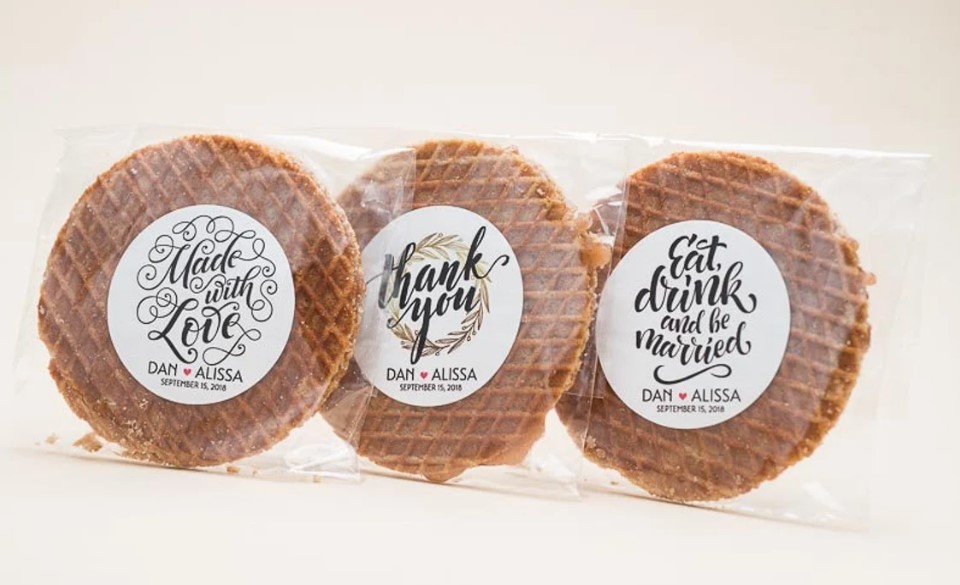 Made
with
Love
DAN ♥ ALISSA
SEPTEMBER 15, 2018
thank
you
DAN ♥ ALISSA
SEPTEMBER 15, 2018
Eat,
drink
and be
married
DAN ♥ ALISSA
SEPTEMBER 15, 2018